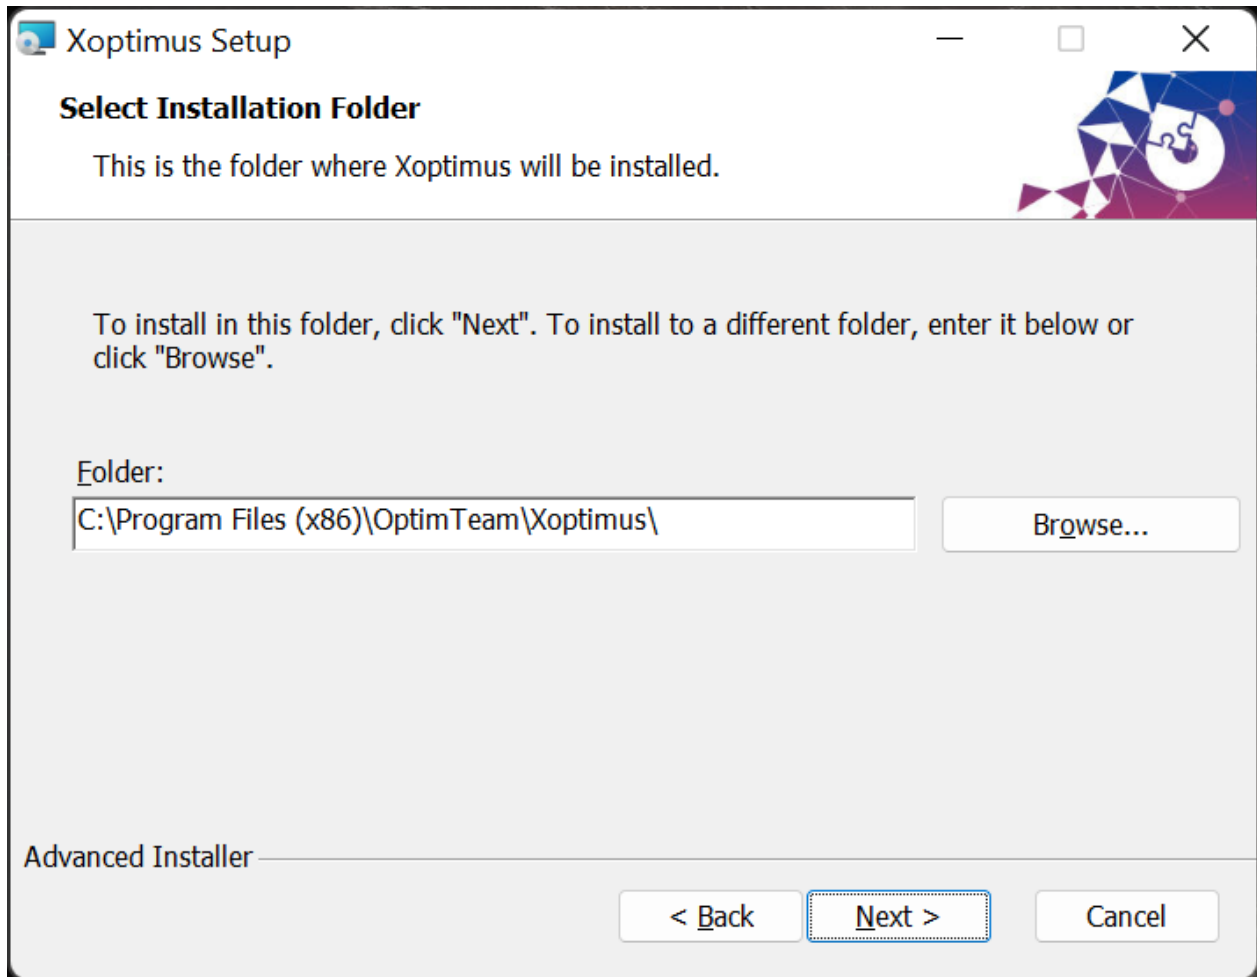 Xoptimus Setup
Select Installation Folder
This is the folder where Xoptimus will be installed.
To install in this folder, click "Next". To install to a different folder, enter it below or
click "Browse".
Folder:
C:\Program Files (x86)\OptimTeam\Xoptimus\
Browse...
Advanced Installer
< Back
Next >
Cancel